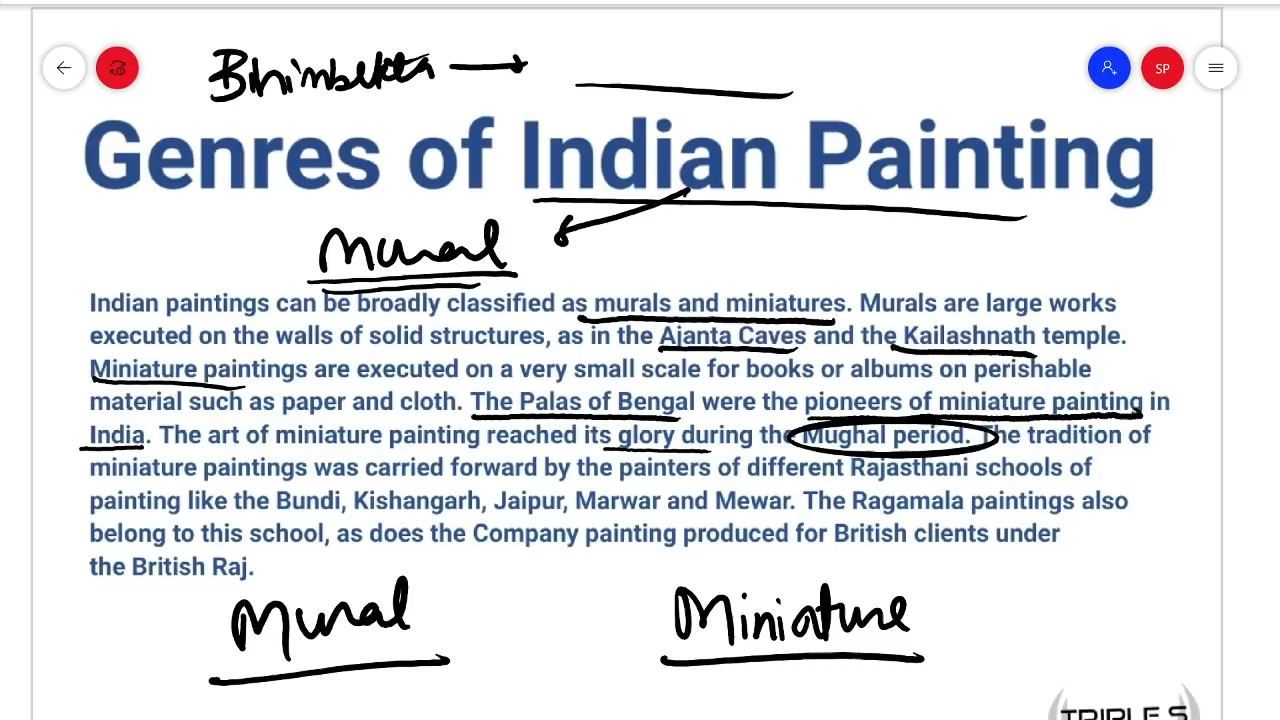 Bhimbekta →
SP
Genres of Indian Painting
Mural
Indian paintings can be broadly classified as murals and miniatures. Murals are large works
executed on the walls of solid structures, as in the Ajanta Caves and the Kailashnath temple.
Miniature paintings are executed on a very small scale for books or albums on perishable
material such as paper and cloth. The Palas of Bengal were the pioneers of miniature painting in
India. The art of miniature painting reached its glory during the Mughal period. The tradition of
miniature paintings was carried forward by the painters of different Rajasthani schools of
painting like the Bundi, Kishangarh, Jaipur, Marwar and Mewar. The Ragamala paintings also
belong to this school, as does the Company painting produced for British clients under
the British Raj.
Mural Miniature
TRIPLE S